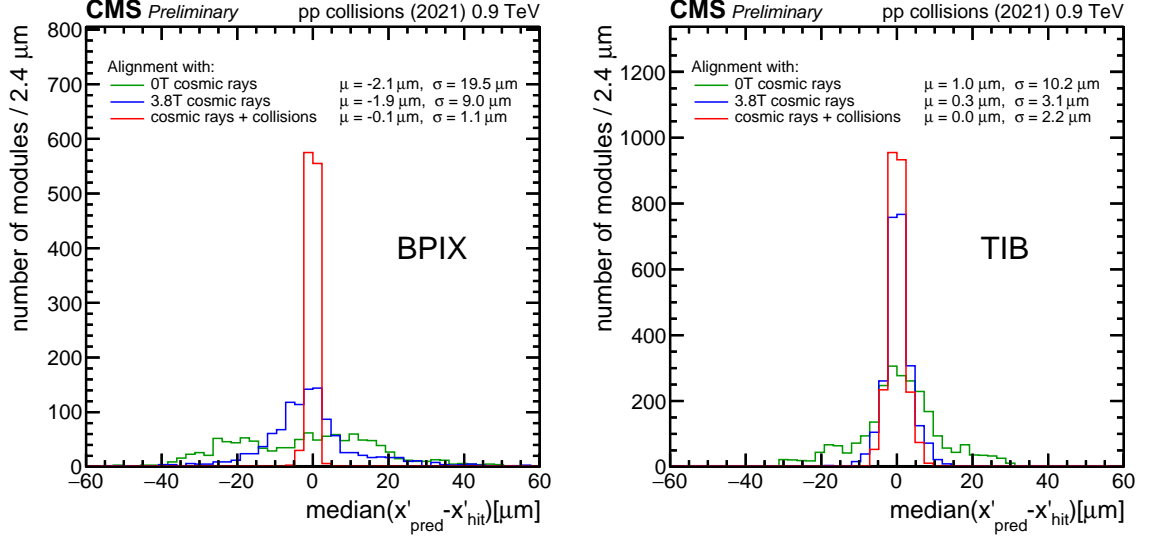 CMS Preliminary pp collisions (2021) 0.9 TeV
number of modules / 2.4 μm
800
700
600
500
400
300
200
100
0
Alignment with:
0T cosmic rays μ = -2.1 μm, σ = 19.5 μm
3.8T cosmic rays μ = -1.9 μm, σ = 9.0 μm
cosmic rays + collisions μ = -0.1 μm, σ = 1.1 μm
BPIX
−60 −40 −20 0 20 40 60
median(x'pred-x'hit)[μm]
CMS Preliminary pp collisions (2021) 0.9 TeV
number of modules / 2.4 μm
1200
1000
800
600
400
200
0
Alignment with:
0T cosmic rays μ = 1.0 μm, σ = 10.2 μm
3.8T cosmic rays μ = 0.3 μm, σ = 3.1 μm
cosmic rays + collisions μ = 0.0 μm, σ = 2.2 μm
TIB
−60 −40 −20 0 20 40 60
median(x'pred-x'hit)[μm]